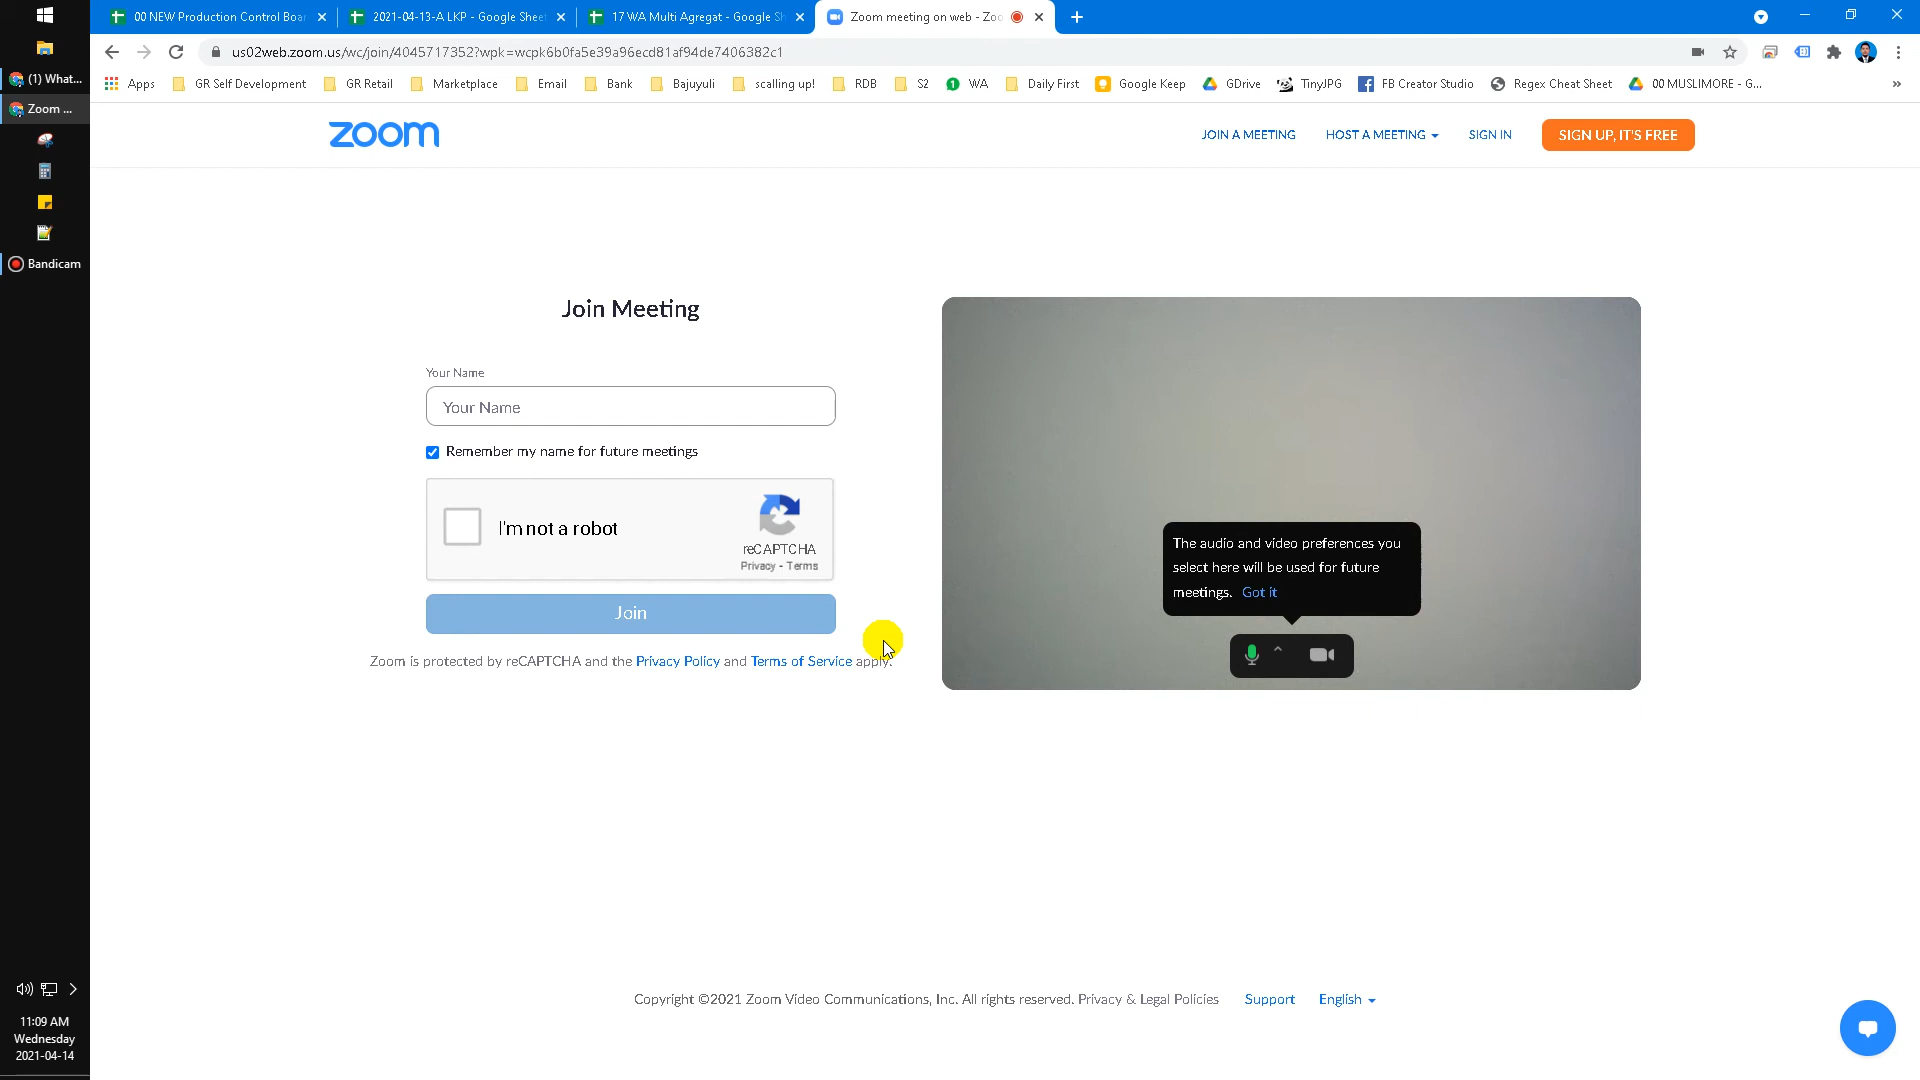 00 NEW Production Control Boar
2021-04-13-A LKP - Google Sheet
17 WA Multi Agregat - Google Sh
Zoom meeting on web - Zoo
(1) What...
Zoom ...
Bandicam
us02web.zoom.us/wc/join/4045717352?wpk=wcpk6b0fa5e39a96ecd81af94de7406382c1
Apps
GR Self Development
GR Retail
Marketplace
Email
Bank
Bajuyuli
scalling up!
RDB
S2
1
WA
Daily First
Google Keep
GDrive
TinyJPG
FB Creator Studio
Regex Cheat Sheet
00 MUSLIMORE - G...
»
zoom
JOIN A MEETING
HOST A MEETING
SIGN IN
SIGN UP, IT'S FREE
Join Meeting
Your Name
Your Name
Remember my name for future meetings
I'm not a robot
reCAPTCHA
Privacy - Terms
Join
Zoom is protected by reCAPTCHA and the Privacy Policy and Terms of Service apply.
The audio and video preferences you
select here will be used for future
meetings. Got it
Copyright ©2021 Zoom Video Communications, Inc. All rights reserved. Privacy & Legal Policies
Support
English
11:09 AM
Wednesday
2021-04-14